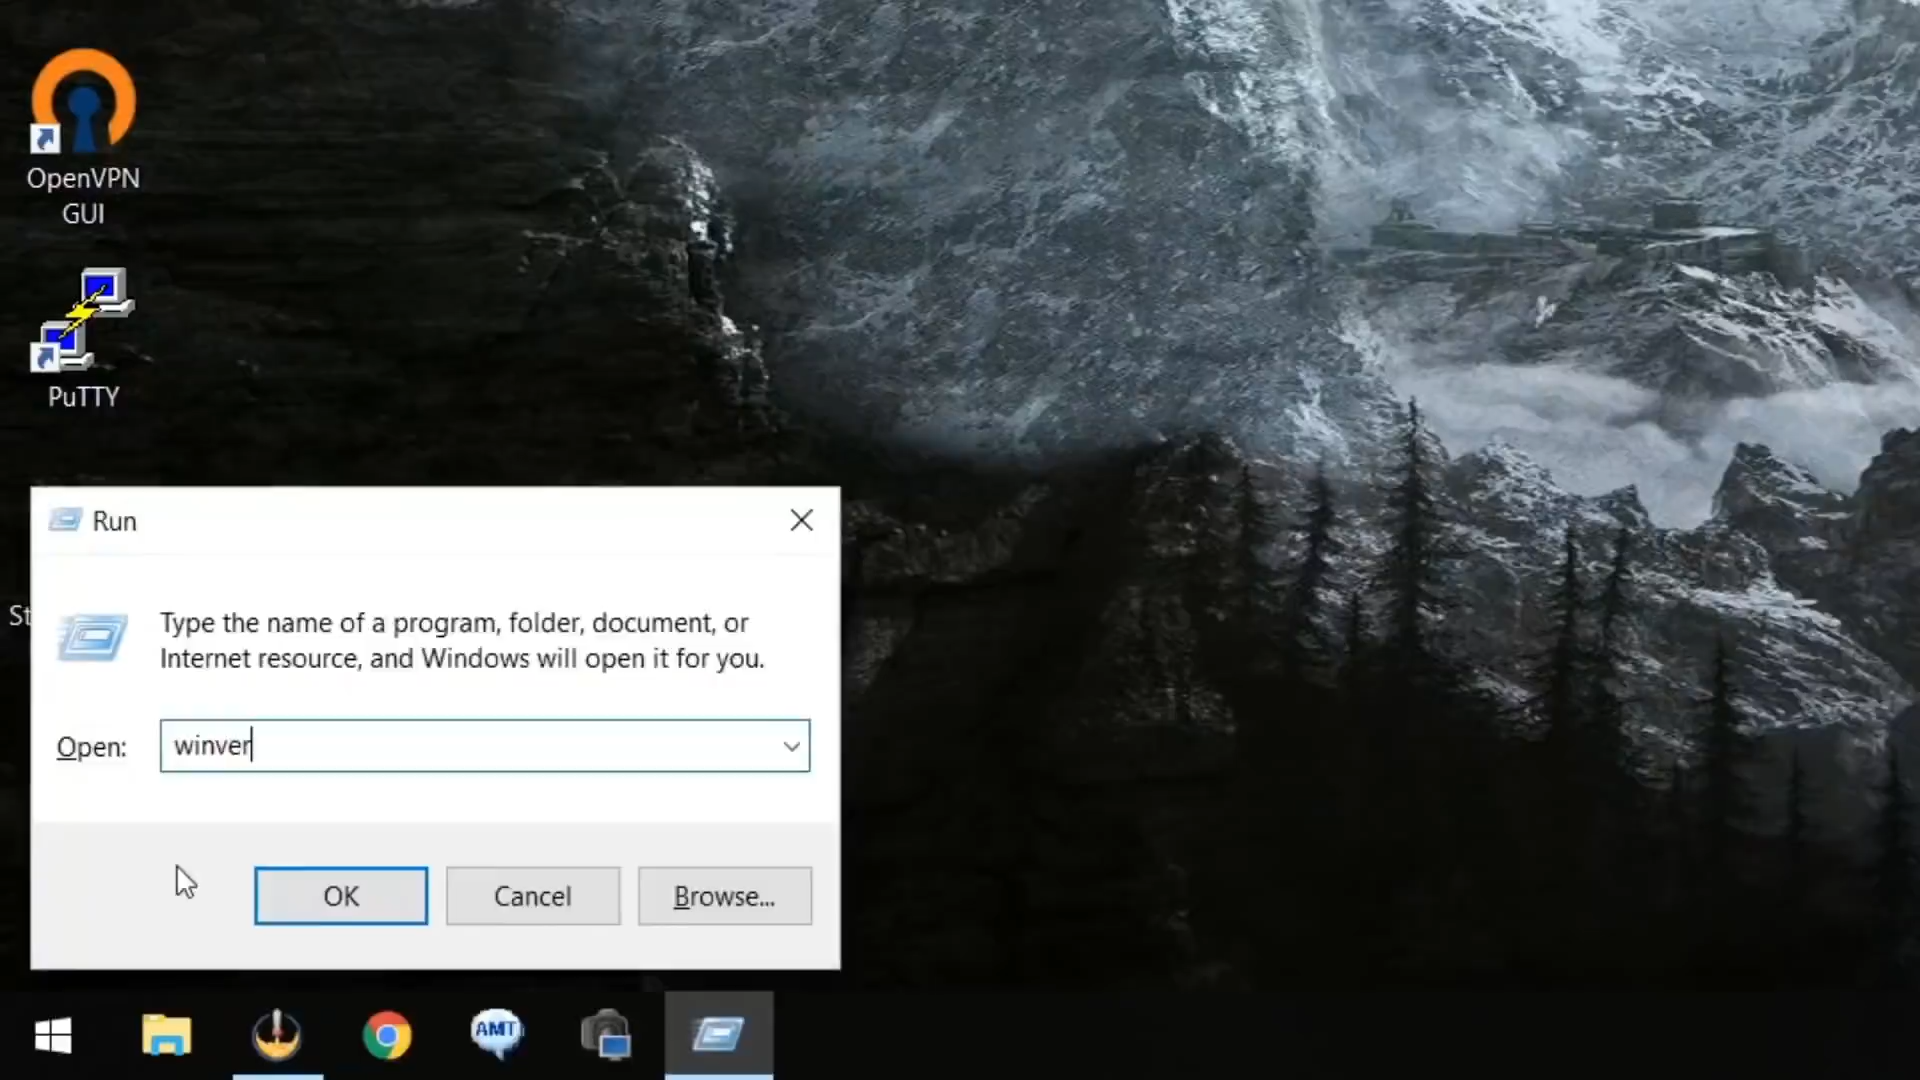 OpenVPN
GUI
PuTTY
St
Run
Type the name of a program, folder, document, or
Internet resource, and Windows will open it for you.
Open:
winver
OK
Cancel
Browse...
AMT